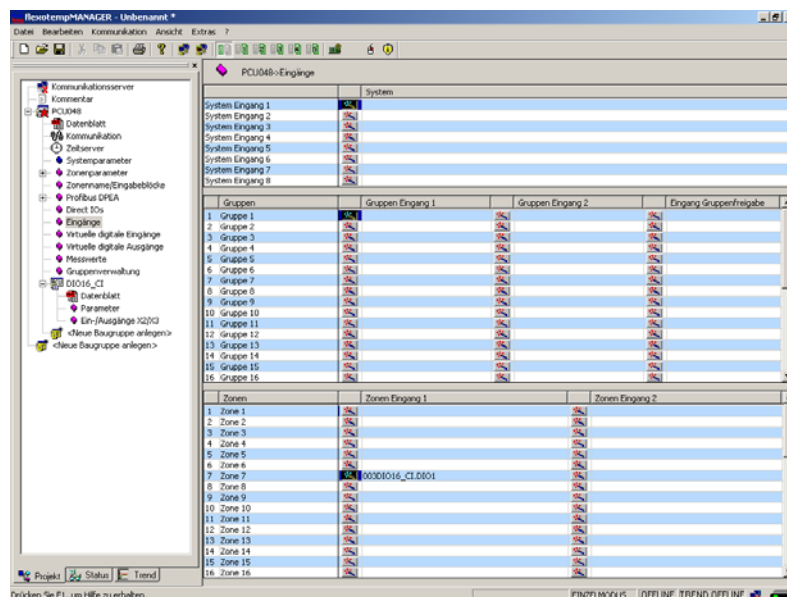 flexotempMANAGER - Unbenannt *
Datei Bearbeiten Kommunikation Ansicht Extras ?
Kommunikationsserver
Kommentar
PCU048
Datenblatt
Kommunikation
Zeitserver
Systemparameter
Zonenparameter
Zonenname/Eingabeblöcke
Profibus DPEA
Direct IOs
Eingänge
Virtuelle digitale Eingänge
Virtuelle digitale Ausgänge
Messwerte
Gruppenverwaltung
DIO16_CI
Datenblatt
Parameter
Ein-/Ausgänge X2/X3
<Neue Baugruppe anlegen>
<Neue Baugruppe anlegen>
Projekt Status Trend
PCU048->Eingänge
System
System Eingang 1
System Eingang 2
System Eingang 3
System Eingang 4
System Eingang 5
System Eingang 6
System Eingang 7
System Eingang 8
Gruppen Gruppen Eingang 1 Gruppen Eingang 2 Eingang Gruppenfreigabe
1 Gruppe 1
2 Gruppe 2
3 Gruppe 3
4 Gruppe 4
5 Gruppe 5
6 Gruppe 6
7 Gruppe 7
8 Gruppe 8
9 Gruppe 9
10 Gruppe 10
11 Gruppe 11
12 Gruppe 12
13 Gruppe 13
14 Gruppe 14
15 Gruppe 15
16 Gruppe 16
Zonen Zonen Eingang 1 Zonen Eingang 2
1 Zone 1
2 Zone 2
3 Zone 3
4 Zone 4
5 Zone 5
6 Zone 6
7 Zone 7 003DIO16_CI.DIO1
8 Zone 8
9 Zone 9
10 Zone 10
11 Zone 11
12 Zone 12
13 Zone 13
14 Zone 14
15 Zone 15
16 Zone 16
Drücken Sie F1, um Hilfe zu erhalten.
EINZELMODUS OFFLINE TREND OFFLINE